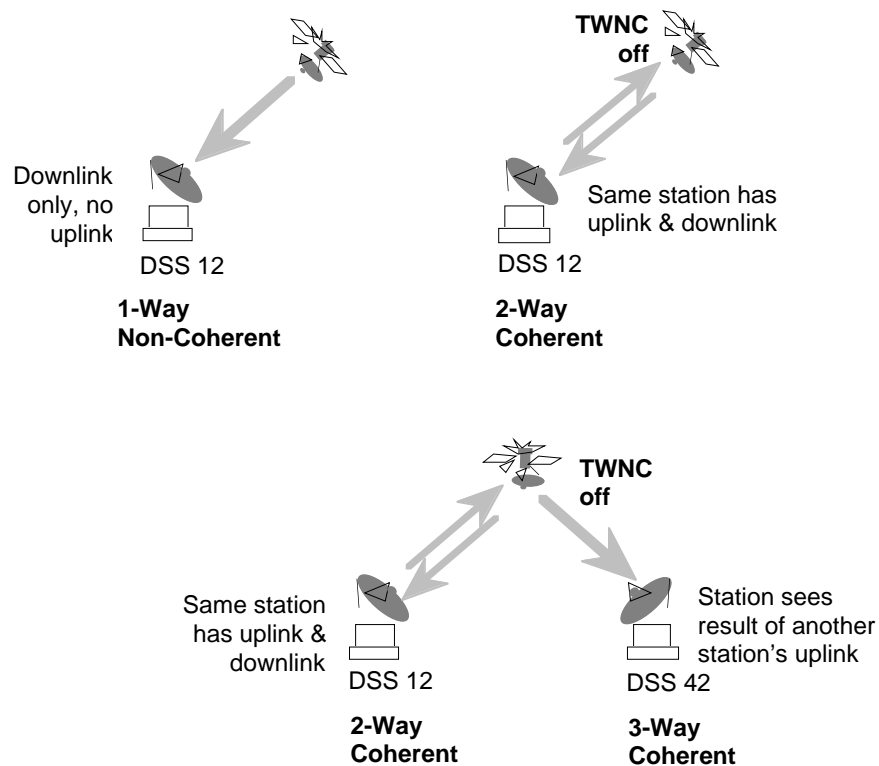 Downlink
only, no
uplink
DSS 12
1-Way
Non-Coherent
TWNC
off
Same station has
uplink & downlink
DSS 12
2-Way
Coherent
TWNC
off
Same station
has uplink &
downlink
DSS 12
2-Way
Coherent
Station sees
result of another
station’s uplink
DSS 42
3-Way
Coherent